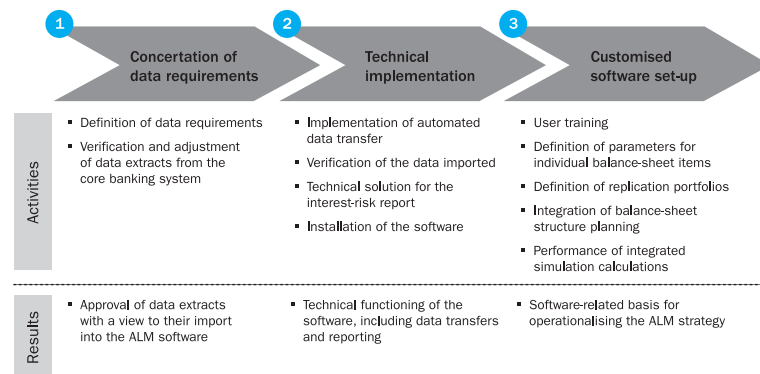 1
Concertation of
data requirements
2
Technical
implementation
3
Customised
software set-up
Activities
▪ Definition of data requirements
▪ Verification and adjustment
of data extracts from the
core banking system
▪ Implementation of automated
data transfer
▪ Verification of the data imported
▪ Technical solution for the
interest-risk report
▪ Installation of the software
▪ User training
▪ Definition of parameters for
individual balance-sheet items
▪ Definition of replication portfolios
▪ Integration of balance-sheet
structure planning
▪ Performance of integrated
simulation calculations
Results
▪ Approval of data extracts
with a view to their import
into the ALM software
▪ Technical functioning of the
software, including data transfers
and reporting
▪ Software-related basis for
operationalising the ALM strategy